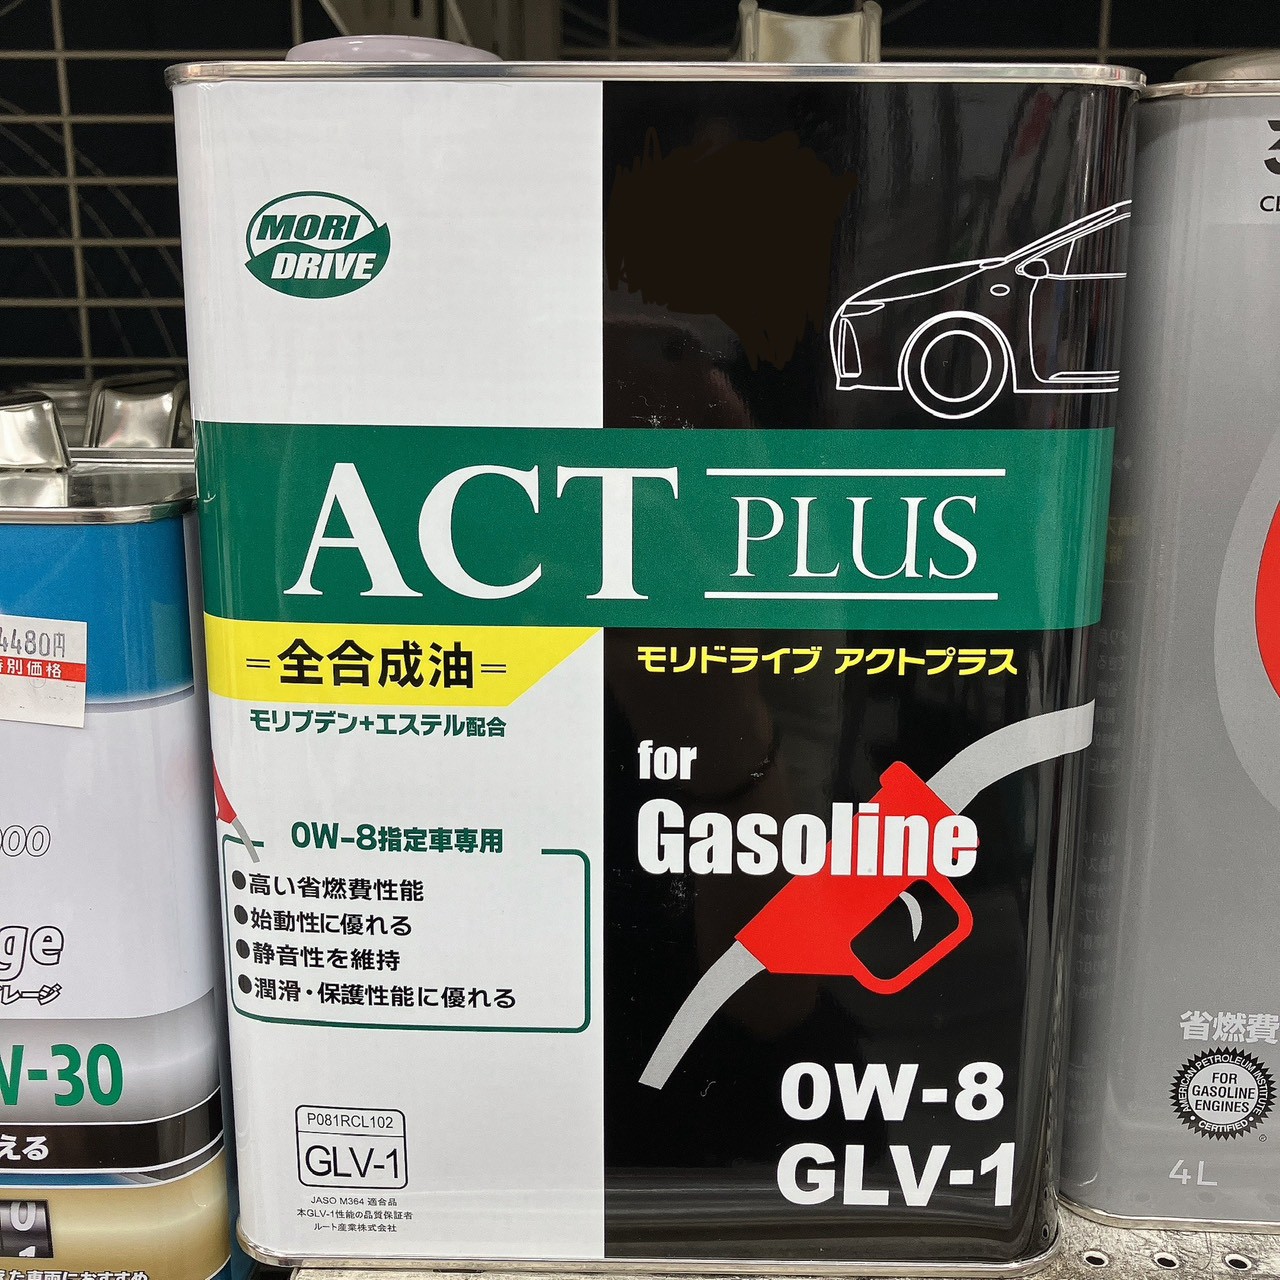 MORI
DRIVE
ACT PLUS
=全合成油=
モリブデン+エステル配合
モリドライブ アクトプラス
for
Gasoline
0W-8指定車専用
●高い省燃費性能
●始動性に優れる
●静音性を維持
●潤滑・保護性能に優れる
0W-8
GLV-1
P081RCL102
GLV-1
JASO M364 適合品
本GLV-1性能の品質保証者
ルート産業株式会社
4480円
特別価格
W-30
える
省燃費
AMERICAN PETROLEUM INSTITUTE
FOR
GASOLINE
ENGINES
CERTIFIED
4L